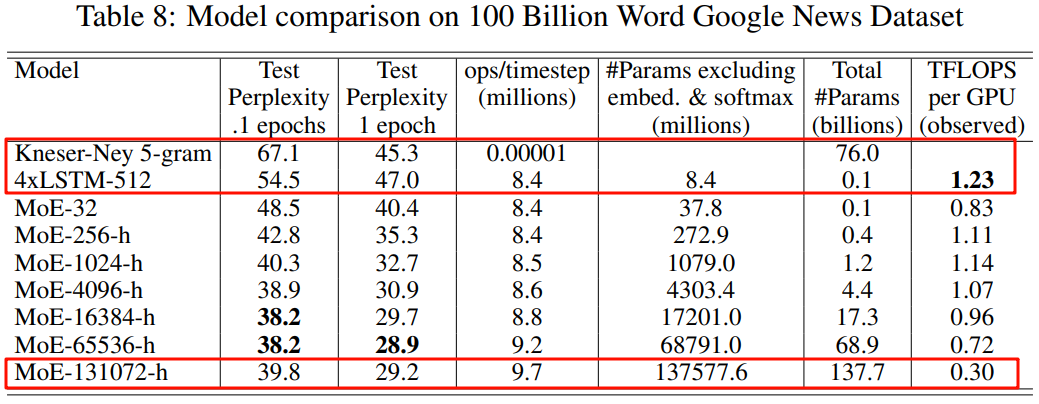 Table 8: Model comparison on 100 Billion Word Google News Dataset
Model Test Test ops/timestep #Params excluding Total TFLOPS
Perplexity Perplexity (millions) embed. & softmax #Params per GPU
.1 epochs 1 epoch (millions) (billions) (observed)
Kneser-Ney 5-gram 67.1 45.3 0.00001 76.0
4xLSTM-512 54.5 47.0 8.4 8.4 0.1 1.23
MoE-32 48.5 40.4 8.4 37.8 0.1 0.83
MoE-256-h 42.8 35.3 8.4 272.9 0.4 1.11
MoE-1024-h 40.3 32.7 8.5 1079.0 1.2 1.14
MoE-4096-h 38.9 30.9 8.6 4303.4 4.4 1.07
MoE-16384-h 38.2 29.7 8.8 17201.0 17.3 0.96
MoE-65536-h 38.2 28.9 9.2 68791.0 68.9 0.72
MoE-131072-h 39.8 29.2 9.7 137577.6 137.7 0.30